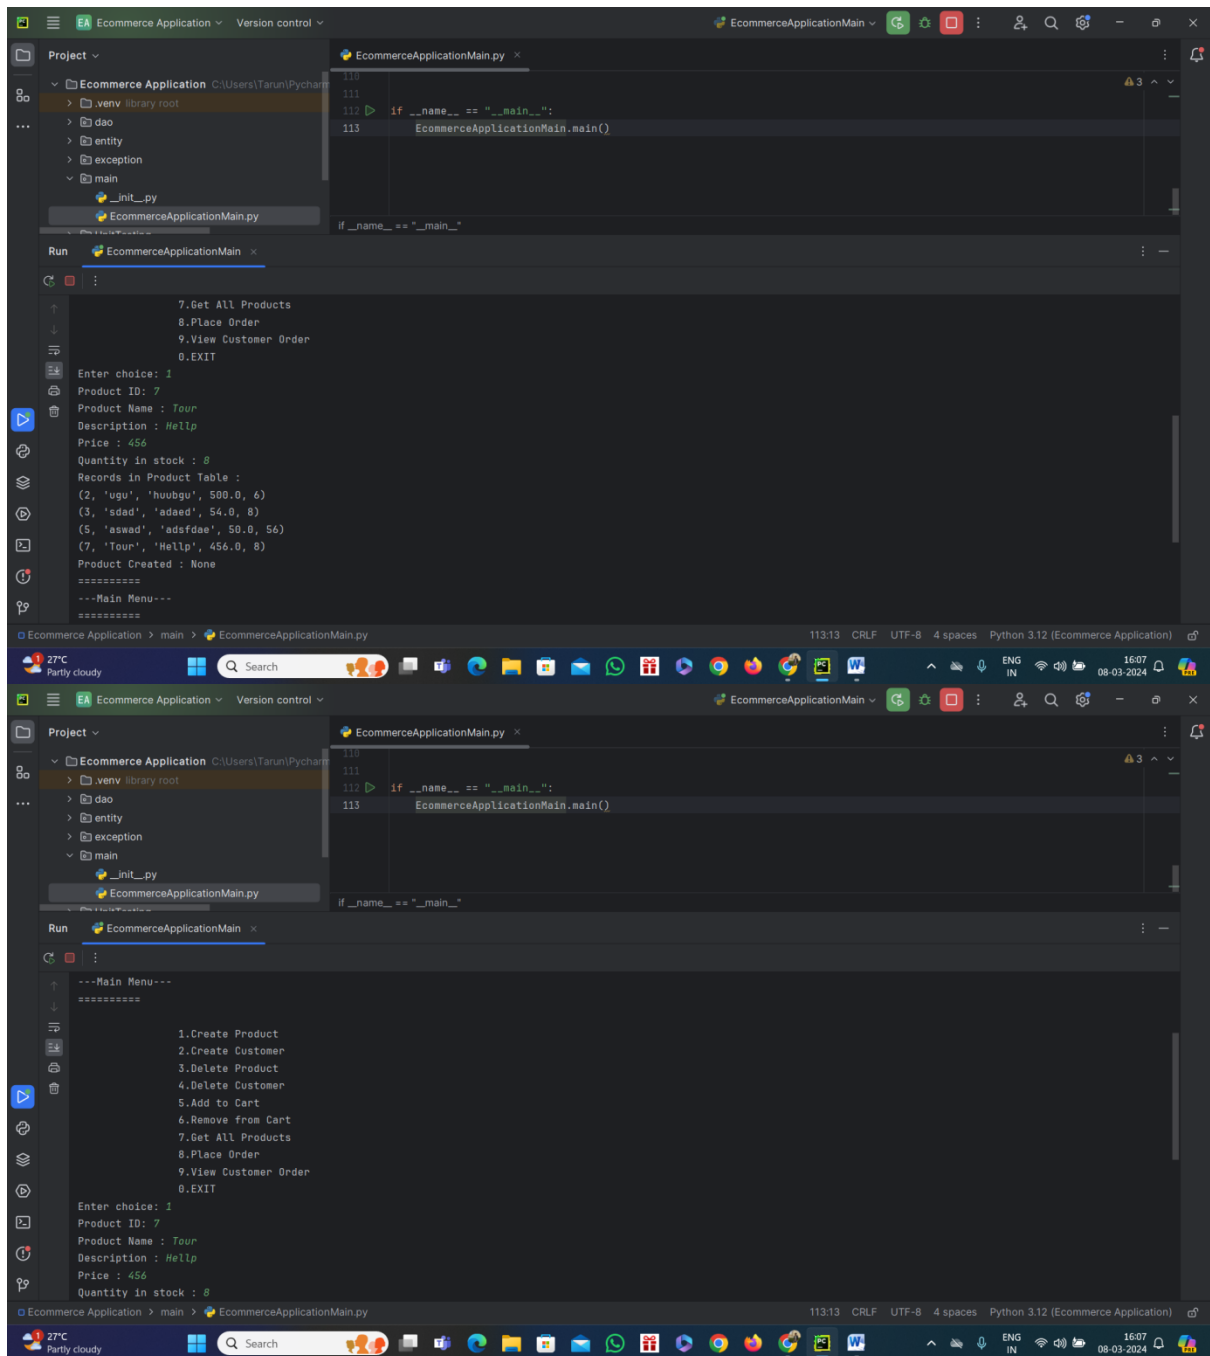 EA Ecommerce Application Version control EcommerceApplicationMain
Project EcommerceApplicationMain.py
Ecommerce Application C:\Users\Tarun\Pycharm
.venv library root
dao
entity
exception
main
__init__.py
EcommerceApplicationMain.py
110
111
112 if __name__ == "__main__":
113 EcommerceApplicationMain.main()
3
if __name__ == "__main__"
Run EcommerceApplicationMain
7.Get All Products
8.Place Order
9.View Customer Order
0.EXIT
Enter choice: 1
Product ID: 7
Product Name : Tour
Description : Hellp
Price : 456
Quantity in stock : 8
Records in Product Table :
(2, 'ugu', 'huubgu', 500.0, 6)
(3, 'sdad', 'adaed', 54.0, 8)
(5, 'aswad', 'adsfdae', 50.0, 56)
(7, 'Tour', 'Hellp', 456.0, 8)
Product Created : None
==========
---Main Menu---
==========
Ecommerce Application > main > EcommerceApplicationMain.py 113:13 CRLF UTF-8 4 spaces Python 3.12 (Ecommerce Application)
1 27°C
Partly cloudy
Search
ENG
IN
16:07
08-03-2024
EA Ecommerce Application Version control EcommerceApplicationMain
Project EcommerceApplicationMain.py
Ecommerce Application C:\Users\Tarun\Pycharm
.venv library root
dao
entity
exception
main
__init__.py
EcommerceApplicationMain.py
110
111
112 if __name__ == "__main__":
113 EcommerceApplicationMain.main()
3
if __name__ == "__main__"
Run EcommerceApplicationMain
---Main Menu---
==========
1.Create Product
2.Create Customer
3.Delete Product
4.Delete Customer
5.Add to Cart
6.Remove from Cart
7.Get All Products
8.Place Order
9.View Customer Order
0.EXIT
Enter choice: 1
Product ID: 7
Product Name : Tour
Description : Hellp
Price : 456
Quantity in stock : 8
Ecommerce Application > main > EcommerceApplicationMain.py 113:13 CRLF UTF-8 4 spaces Python 3.12 (Ecommerce Application)
1 27°C
Partly cloudy
Search
ENG
IN
16:07
08-03-2024